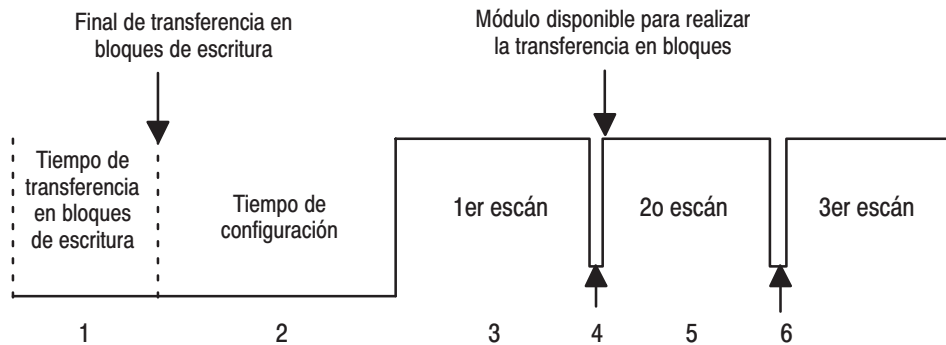 Final de transferencia en
bloques de escritura
Módulo disponible para realizar
la transferencia en bloques
Tiempo de
transferencia
en bloques
de escritura
Tiempo de
configuración
1er escán
2o escán
3er escán
1 2 3 4 5 6